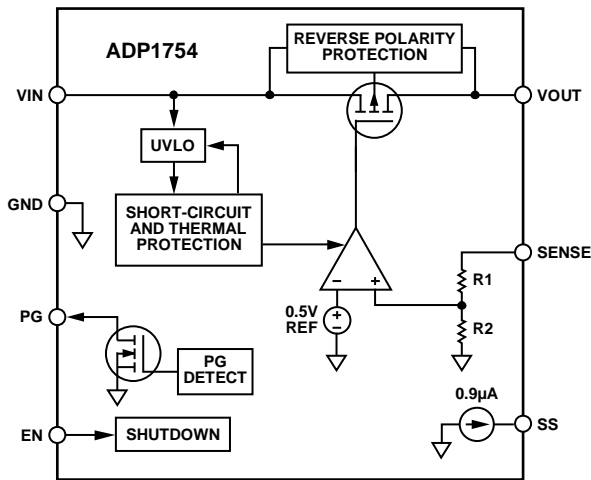 ADP1754
REVERSE POLARITY
PROTECTION
VIN
VOUT
UVLO
GND
SHORT-CIRCUIT
AND THERMAL
PROTECTION
SENSE
R1
– +
PG
0.5V
REF
+
–
R2
PG
DETECT
0.9µA
EN
SHUTDOWN
SS